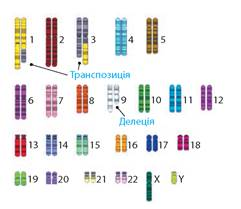 1 2 3 4 5
Транспозиція
6 7 8 9 10 11 12
Делеція
13 14 15 16 17 18
19 20 21 22 X Y